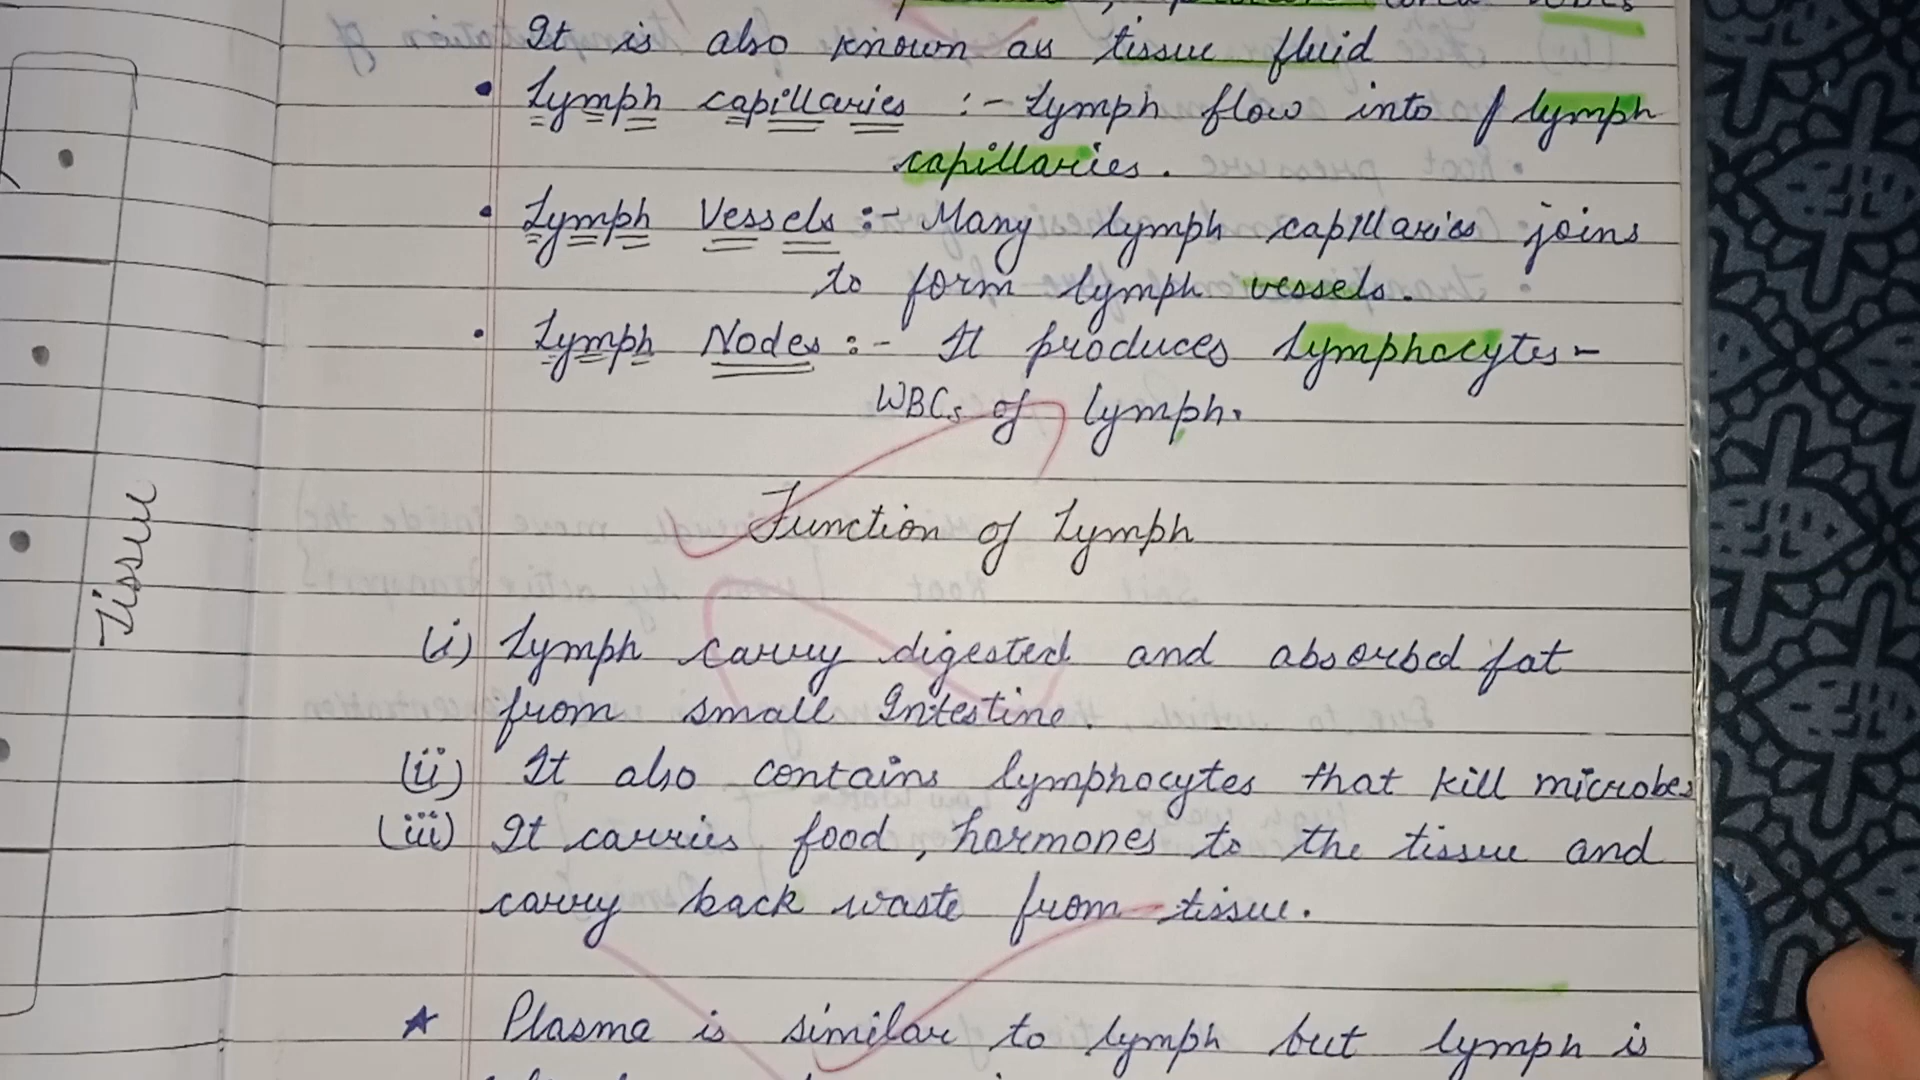 It is also known as tissue fluid
• Lymph capillaries :- Lymph flow into lymph
capillaries.
• Lymph Vessels :- Many lymph capillaries joins
to form lymph vessels.
• Lymph Nodes :- It produces lymphocytes-
WBCs of lymph.
Function of Lymph
(i) Lymph carry digested and absorbed fat
from small Intestine.
(ii) It also contains lymphocytes that kill microbes
(iii) It carries food, hormones to the tissue and
carry back waste from tissue.
★ Plasma is similar to lymph but lymph is
Tissue